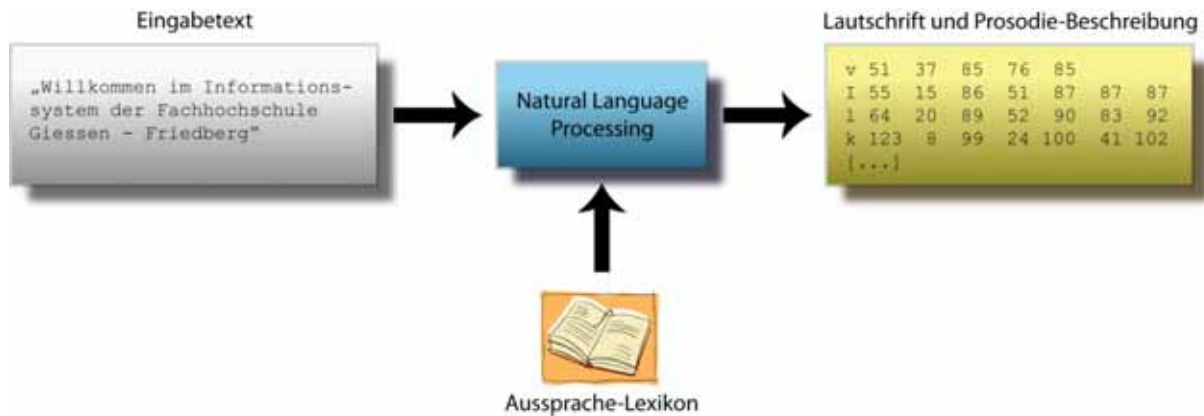 Eingabetext
„Willkommen im Informations-
system der Fachhochschule
Giessen - Friedberg"
Natural Language
Processing
Lautschrift und Prosodie-Beschreibung
v 51 37 85 76 85
I 55 15 86 51 87 87 87
l 64 20 89 52 90 83 92
k 123 8 99 24 100 41 102
[...]
Aussprache-Lexikon